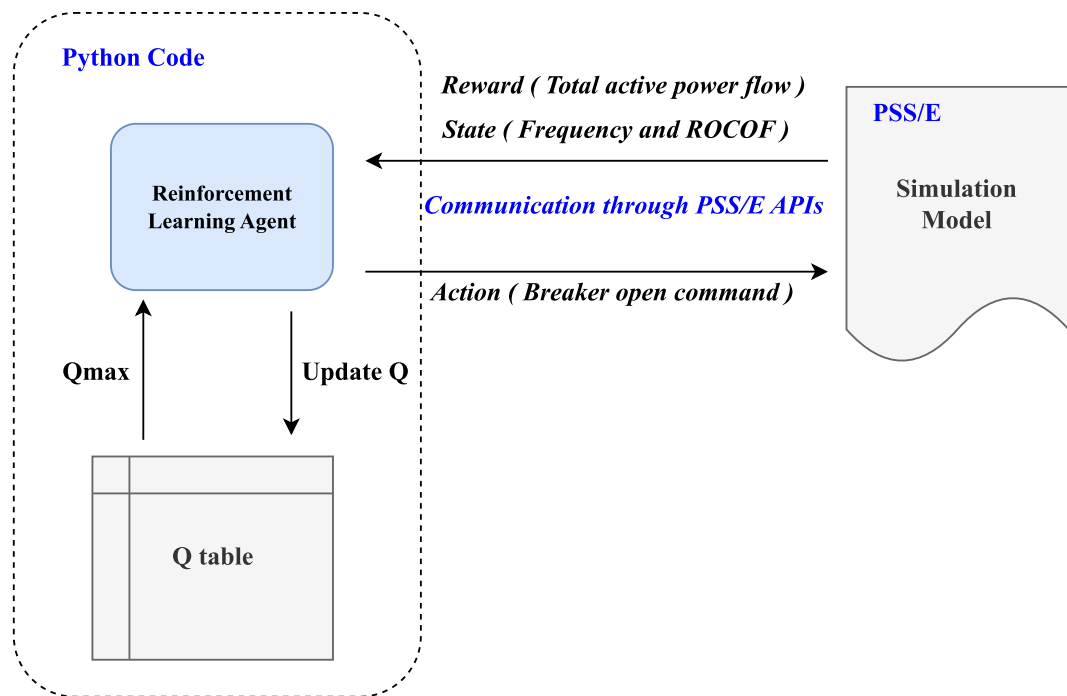 Python Code
Reward ( Total active power flow )
State ( Frequency and ROCOF )
PSS/E
Reinforcement
Learning Agent
Simulation
Model
Communication through PSS/E APIs
Action ( Breaker open command )
Qmax
Update Q
Q table